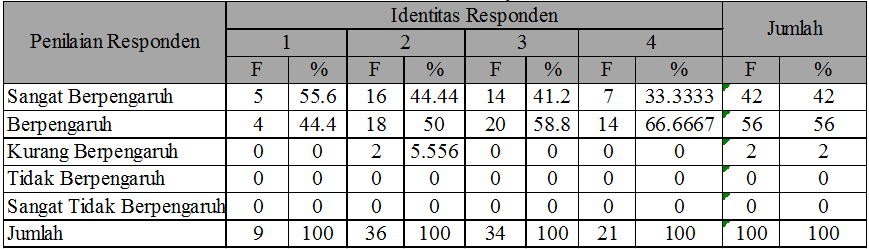 Penilaian Responden Identitas Responden Jumlah
1 2 3 4
F % F % F % F % F %
Sangat Berpengaruh 5 55.6 16 44.44 14 41.2 7 33.3333 42 42
Berpengaruh 4 44.4 18 50 20 58.8 14 66.6667 56 56
Kurang Berpengaruh 0 0 2 5.556 0 0 0 0 2 2
Tidak Berpengaruh 0 0 0 0 0 0 0 0 0 0
Sangat Tidak Berpengaruh 0 0 0 0 0 0 0 0 0 0
Jumlah 9 100 36 100 34 100 21 100 100 100